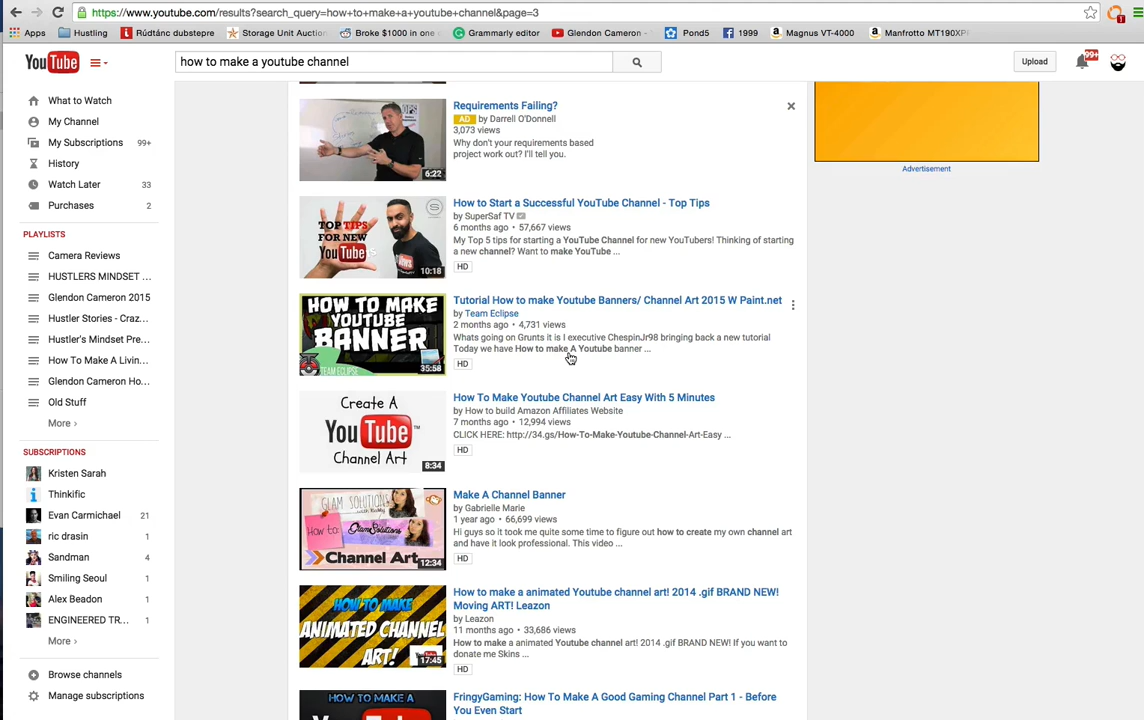 https://www.youtube.com/results?search_query=how+to+make+a+youtube+channel&page=3
Apps Hustling Rúdtánc dubstepre Storage Unit Auction Broke $1000 in one Grammarly editor Glendon Cameron - Pond5 1999 Magnus VT-4000 Manfrotto MT190XP
YouTube
how to make a youtube channel
Upload
99+
What to Watch
My Channel
My Subscriptions 99+
History
Watch Later 33
Purchases 2
PLAYLISTS
Camera Reviews
HUSTLERS MINDSET ...
Glendon Cameron 2015
Hustler Stories - Craz...
Hustler's Mindset Pre...
How To Make A Livin...
Glendon Cameron Ho...
Old Stuff
More ›
SUBSCRIPTIONS
Kristen Sarah
Thinkific
Evan Carmichael 21
ric drasin 1
Sandman 4
Smiling Seoul 1
Alex Beadon 1
ENGINEERED TR... 1
More ›
Browse channels
Manage subscriptions
6:22
Requirements Failing?
AD by Darrell O'Donnell
3,073 views
Why don't your requirements based
project work out? I'll tell you.
TOP TIPS
FOR NEW
YouTubers
10:18
How to Start a Successful YouTube Channel - Top Tips
by SuperSaf TV
6 months ago • 57,667 views
My Top 5 tips for starting a YouTube Channel for new YouTubers! Thinking of starting
a new channel? Want to make YouTube ...
HD
HOW TO MAKE
YOUTUBE
BANNER
TEAM ECLIPSE
35:58
Tutorial How to make Youtube Banners/ Channel Art 2015 W Paint.net
by Team Eclipse
2 months ago • 4,731 views
Whats going on Grunts it is I executive ChespinJr98 bringing back a new tutorial
Today we have How to make A Youtube banner ...
HD
Create A
YouTube
Channel Art
8:34
How To Make Youtube Channel Art Easy With 5 Minutes
by How to build Amazon Affiliates Website
7 months ago • 12,994 views
CLICK HERE: http://34.gs/How-To-Make-Youtube-Channel-Art-Easy ...
HD
GLAM SOLUTIONS
How to:
GlamSolutions
Channel Art
12:34
Make A Channel Banner
by Gabrielle Marie
1 year ago • 66,699 views
Hi guys so it took me quite some time to figure out how to create my own channel art
and have it look professional. This video ...
HD
HOW TO MAKE
ANIMATED CHANNEL
ART!
17:45
How to make a animated Youtube channel art! 2014 .gif BRAND NEW!
Moving ART! Leazon
by Leazon
11 months ago • 33,686 views
How to make a animated Youtube channel art! 2014 .gif BRAND NEW! If you want to
donate me Skins ...
HD
HOW TO MAKE A
FringyGaming: How To Make A Good Gaming Channel Part 1 - Before
You Even Start
Advertisement